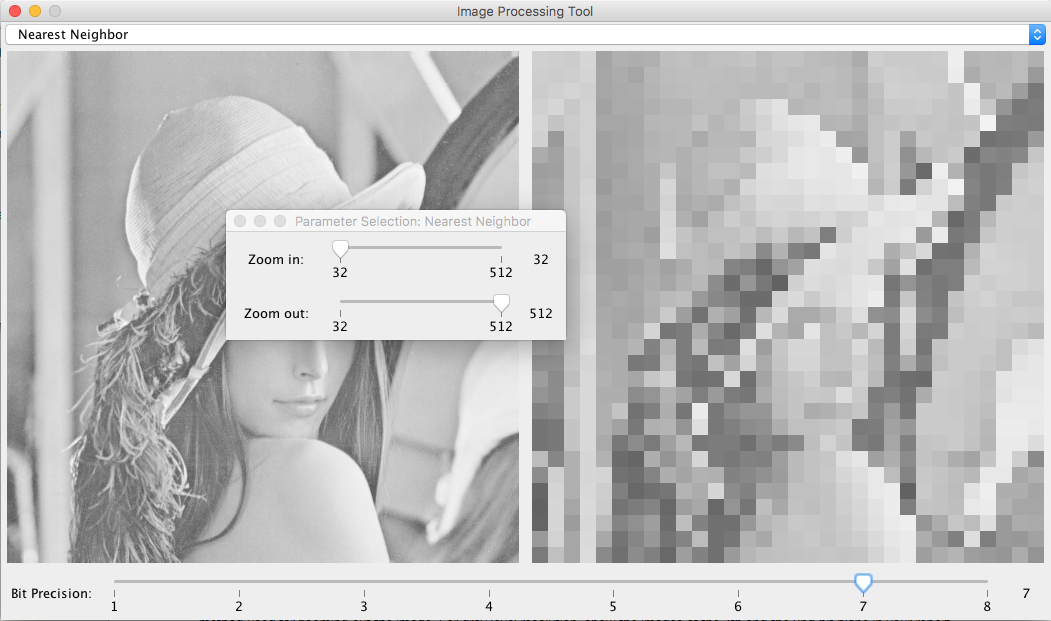 Image Processing Tool
Nearest Neighbor
Parameter Selection: Nearest Neighbor
Zoom in:
32 512 32
Zoom out:
32 512 512
Bit Precision:
1 2 3 4 5 6 7 8 7